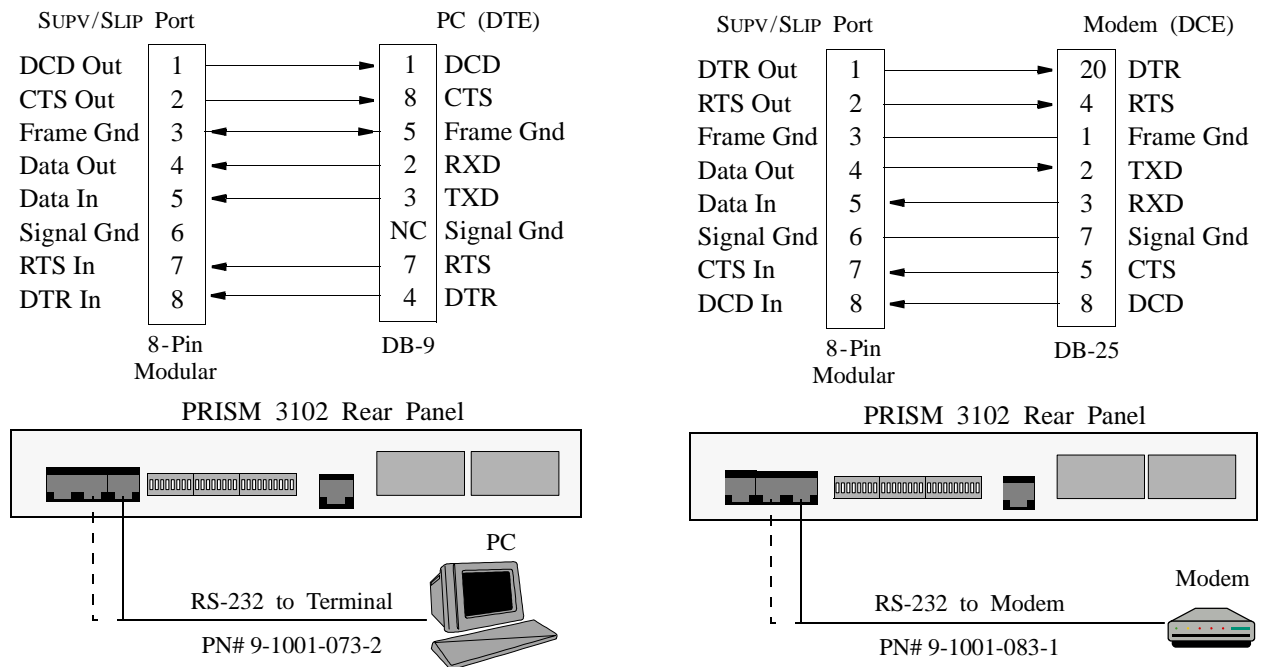 SUPV/SLIP Port PC (DTE)
DCD Out 1 1 DCD
CTS Out 2 8 CTS
Frame Gnd 3 5 Frame Gnd
Data Out 4 2 RXD
Data In 5 3 TXD
Signal Gnd 6 NC Signal Gnd
RTS In 7 7 RTS
DTR In 8 4 DTR
8-Pin DB-9
Modular
PRISM 3102 Rear Panel
PC
RS-232 to Terminal
PN# 9-1001-073-2
SUPV/SLIP Port Modem (DCE)
DTR Out 1 20 DTR
RTS Out 2 4 RTS
Frame Gnd 3 1 Frame Gnd
Data Out 4 2 TXD
Data In 5 3 RXD
Signal Gnd 6 7 Signal Gnd
CTS In 7 5 CTS
DCD In 8 8 DCD
8-Pin DB-25
Modular
PRISM 3102 Rear Panel
Modem
RS-232 to Modem
PN# 9-1001-083-1